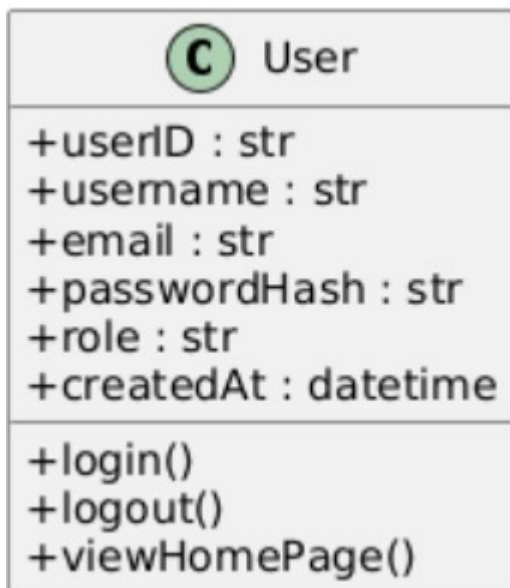 C User
+userID : str
+username : str
+email : str
+passwordHash : str
+role : str
+createdAt : datetime
+login()
+logout()
+viewHomePage()